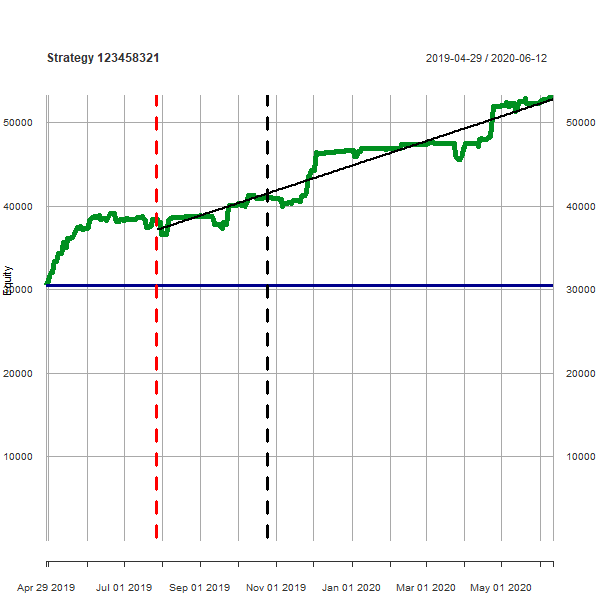 Strategy 123458321
2019-04-29 / 2020-06-12
50000
50000
40000
40000
Equity
30000
30000
20000
20000
10000
10000
Apr 29 2019
Jul 01 2019
Sep 01 2019
Nov 01 2019
Jan 01 2020
Mar 01 2020
May 01 2020